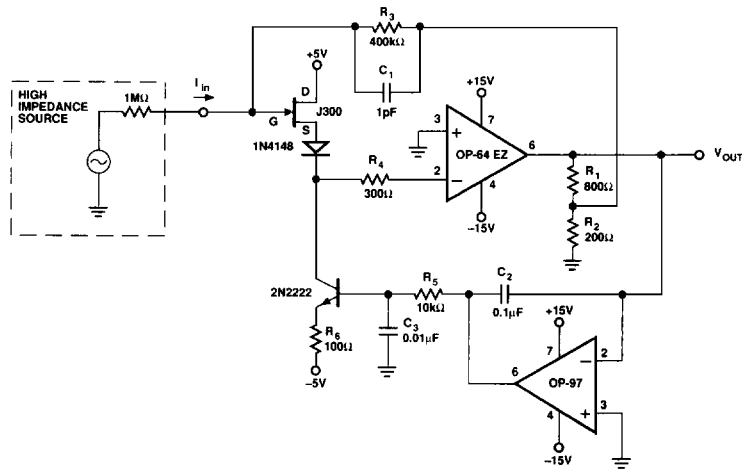 R3
400kΩ
C1
1pF
+5V
D
G
S
J300
HIGH
IMPEDANCE
SOURCE
1MΩ
Iin
1N4148
R4
300Ω
+15V
3
+
7
OP-64 EZ
6
2
−
4
−15V
VOUT
R1
800Ω
R2
200Ω
2N2222
R5
10kΩ
C2
0.1µF
R6
100Ω
C3
0.01µF
−5V
+15V
7
2
−
6
OP-97
+
3
4
−15V